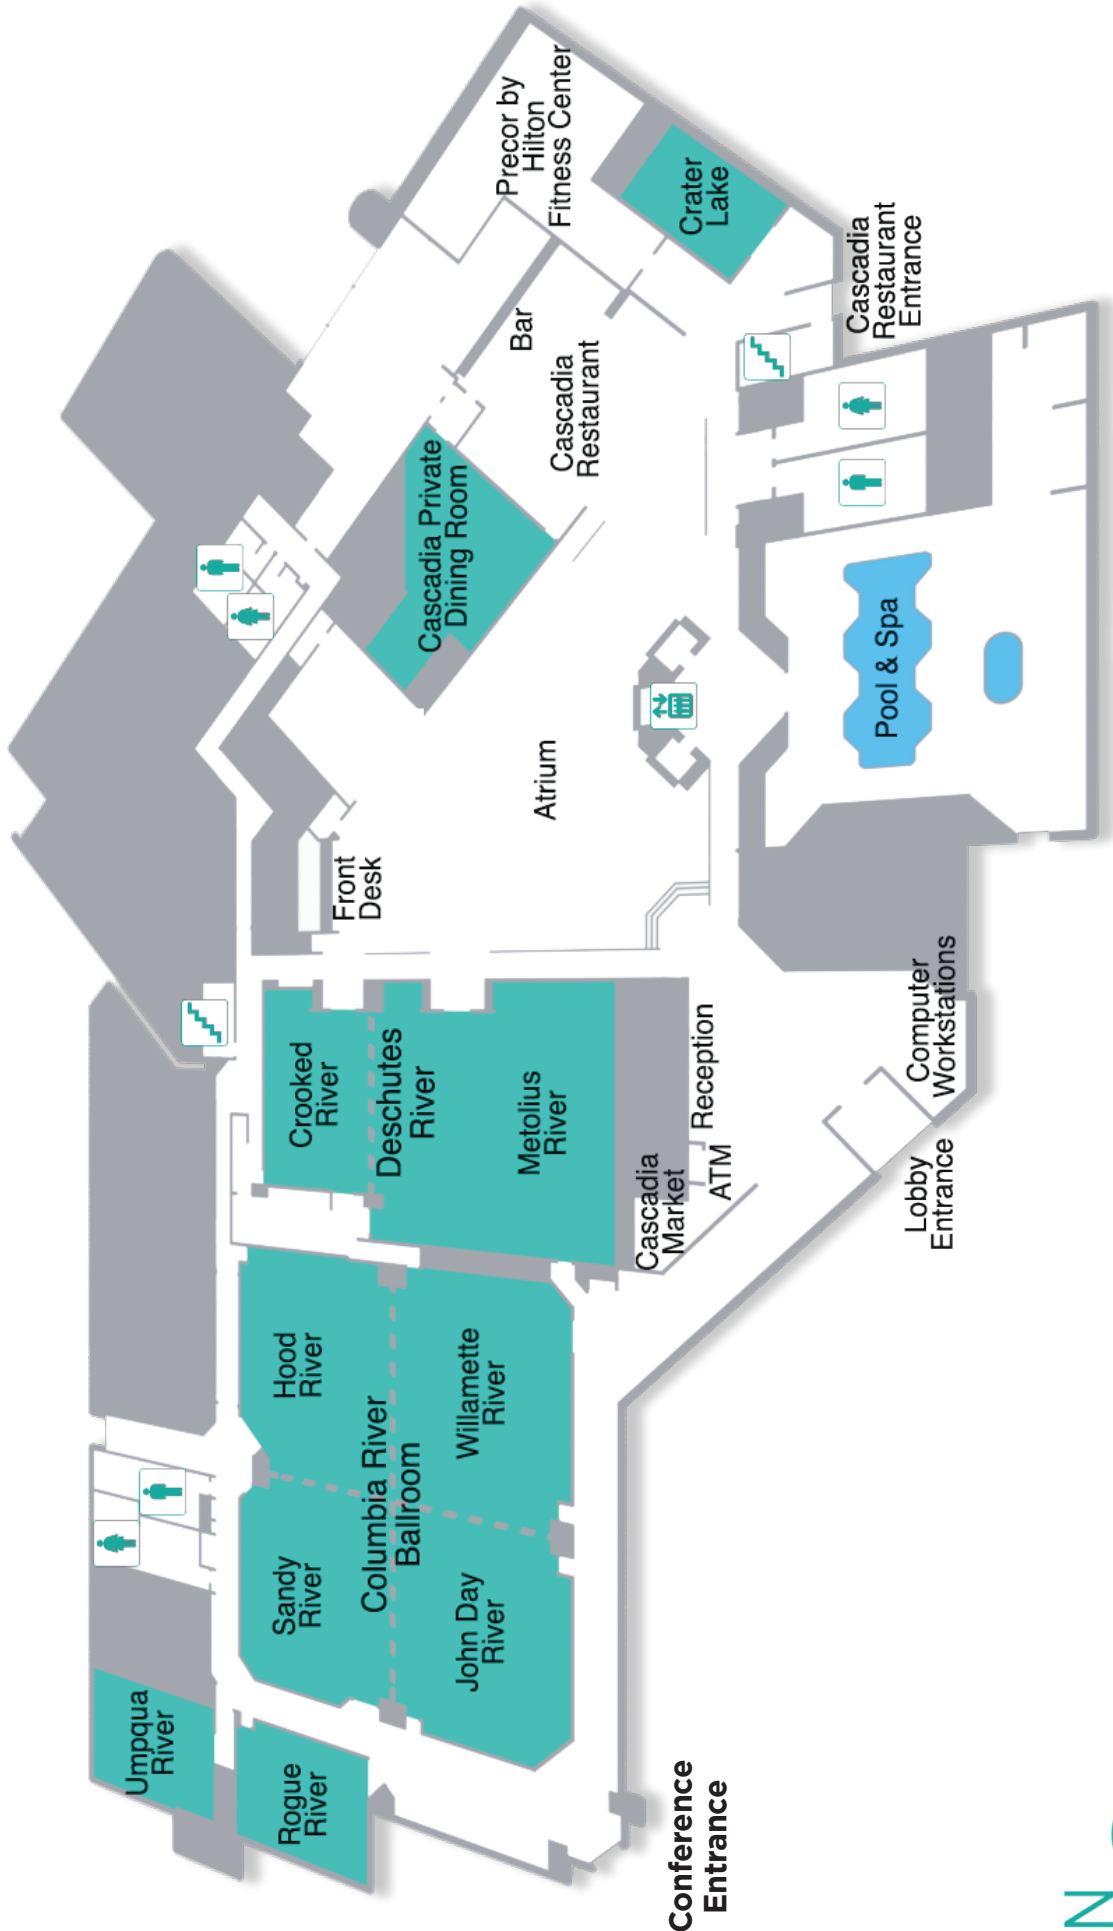 Precor by
Hilton
Fitness Center
Crater
Lake
Cascadia
Restaurant
Entrance
Bar
Cascadia
Restaurant
Cascadia Private
Dining Room
Pool & Spa
Atrium
Front
Desk
Computer
Workstations
Lobby
Entrance
Reception
ATM
Cascadia
Market
Crooked
River
Deschutes
River
Metolius
River
Hood
River
Willamette
River
Columbia River
Ballroom
Sandy
River
John Day
River
Umpqua
River
Rogue
River
Conference
Entrance
N